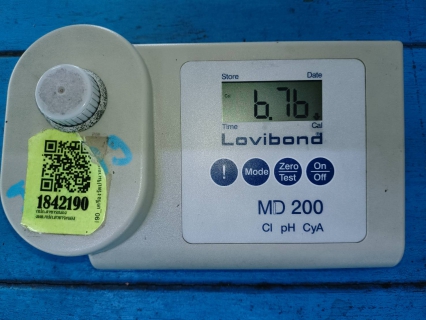 Store Date
6.76
Time Cal
Lovibond
! Mode Zero Test On Off
MD 200
Cl pH CyA
1842190